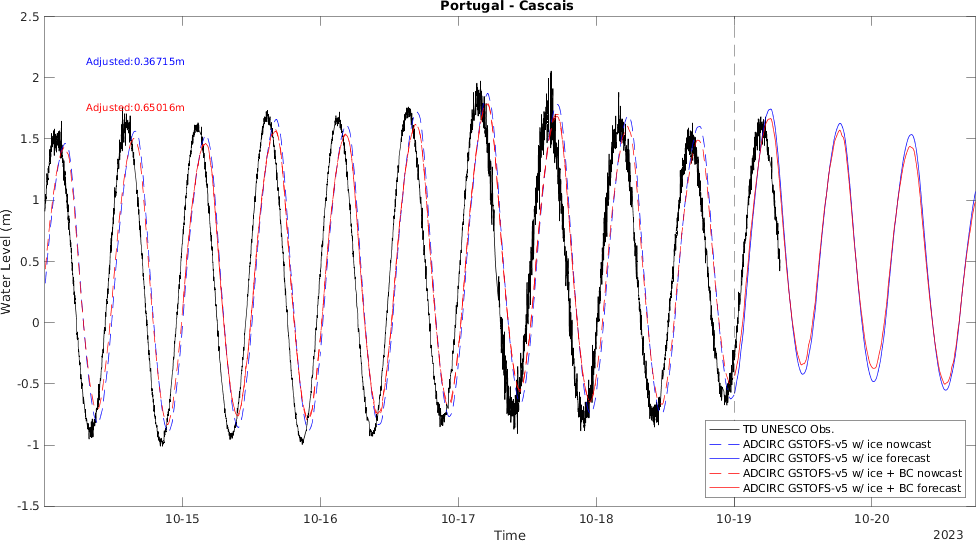 Portugal - Cascais
Adjusted:0.36715m
Adjusted:0.65016m
Water Level (m)
2.5
2
1.5
1
0.5
0
-0.5
-1
-1.5
TD UNESCO Obs.
ADCIRC GSTOFS-v5 w/ ice nowcast
ADCIRC GSTOFS-v5 w/ ice forecast
ADCIRC GSTOFS-v5 w/ ice + BC nowcast
ADCIRC GSTOFS-v5 w/ ice + BC forecast
10-15
10-16
10-17
10-18
10-19
10-20
Time
2023